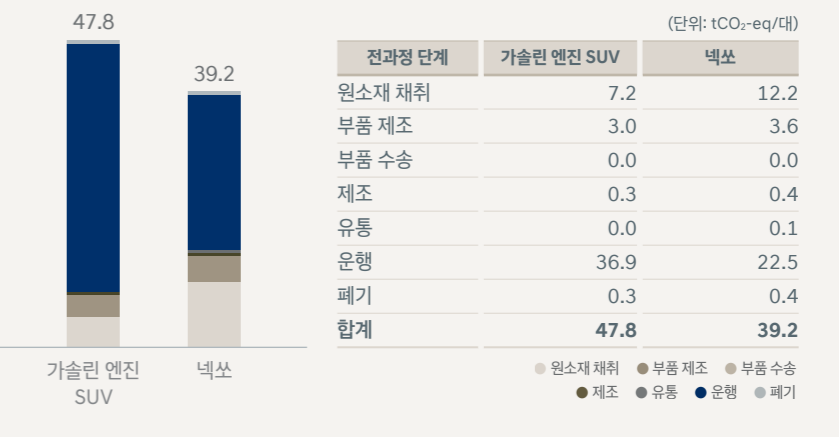 47.8
39.2
가솔린 엔진
SUV
넥쏘
(단위: tCO₂-eq/대)
전과정 단계 가솔린 엔진 SUV 넥쏘
원소재 채취 7.2 12.2
부품 제조 3.0 3.6
부품 수송 0.0 0.0
제조 0.3 0.4
유통 0.0 0.1
운행 36.9 22.5
폐기 0.3 0.4
합계 47.8 39.2
원소재 채취 부품 제조 부품 수송
제조 유통 운행 폐기